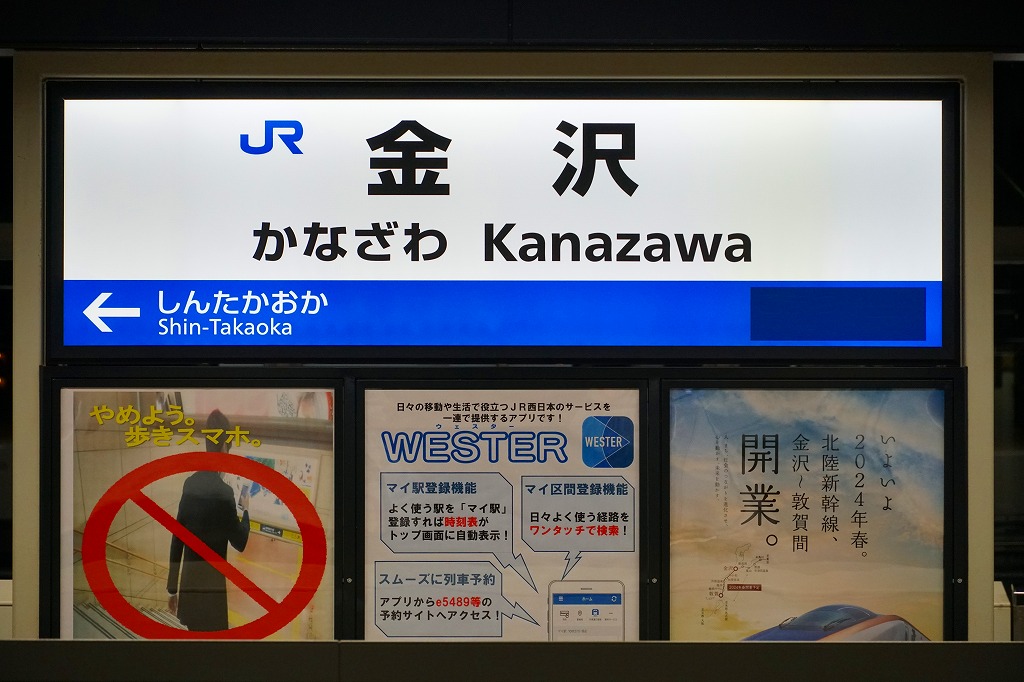 JR
金沢
かなざわ Kanazawa
← しんたかおか
Shin-Takaoka
やめよう。
歩きスマホ。
日々の移動や生活で役立つJR西日本のサービスを
一連で提供するアプリです！
ウェスター
WESTER
WESTER
マイ駅登録機能
よく使う駅を「マイ駅」
登録すれば時刻表が
トップ画面に自動表示！
マイ区間登録機能
日々よく使う経路を
ワンタッチで検索！
スムーズに列車予約
アプリからe5489等の
予約サイトへアクセス！
ホーム
いよいよ
2024年春。
北陸新幹線、
金沢～敦賀間
開業。